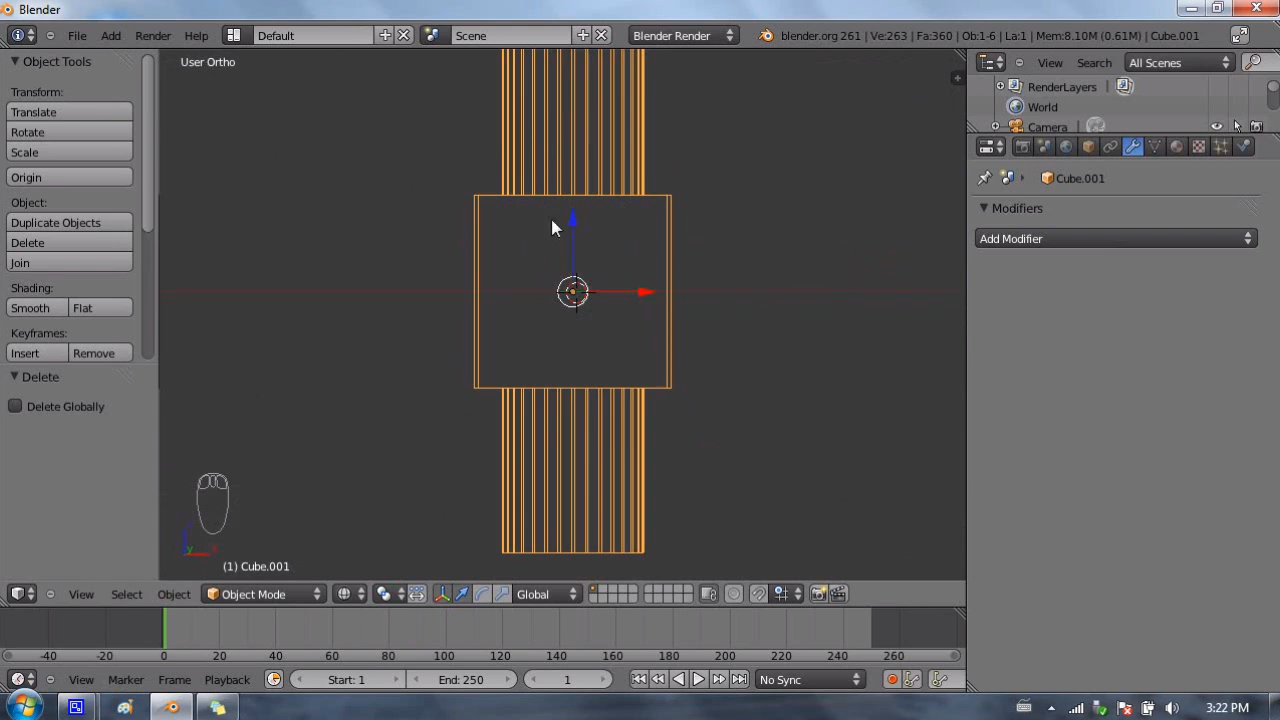 Blender
File Add Render Help Default Scene Blender Render blender.org 261 | Ve:263 | Fa:360 | Ob:1-6 | La:1 | Mem:8.10M (0.61M) | Cube.001
Object Tools
Transform:
Translate
Rotate
Scale
Origin
Object:
Duplicate Objects
Delete
Join
Shading:
Smooth Flat
Keyframes:
Insert Remove
Delete
Delete Globally
User Ortho
(1) Cube.001
View Search All Scenes
RenderLayers
World
Camera
Cube.001
Modifiers
Add Modifier
View Select Object Object Mode Global
-40 -20 0 20 40 60 80 100 120 140 160 180 200 220 240 260
View Marker Frame Playback Start: 1 End: 250 1 No Sync
3:22 PM